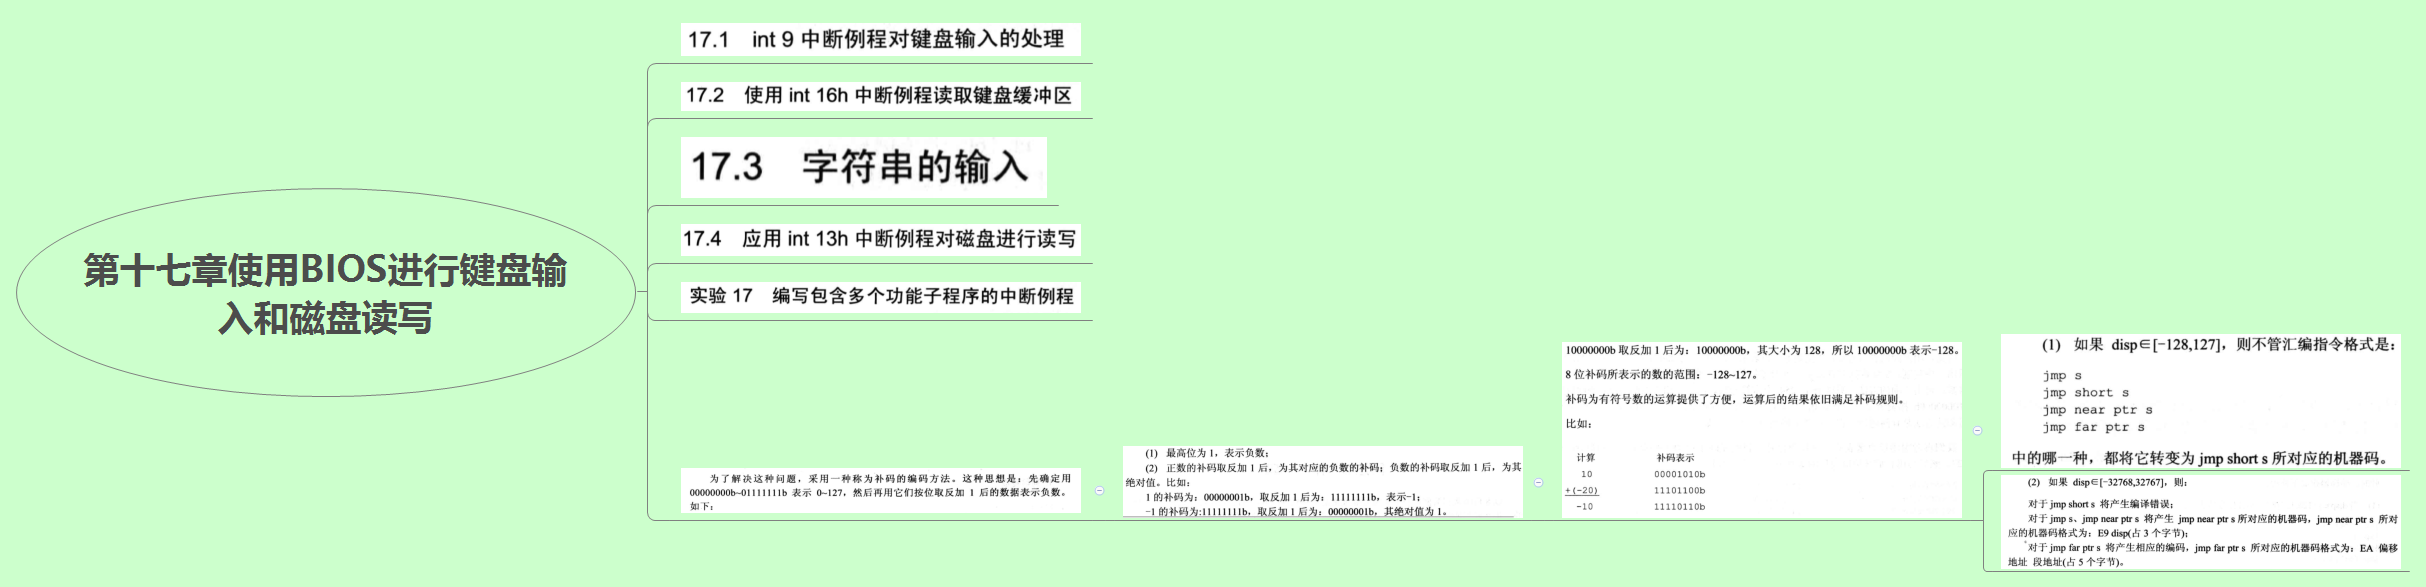 第十七章使用BIOS进行键盘输
入和磁盘读写
17.1 int 9 中断例程对键盘输入的处理
17.2 使用 int 16h 中断例程读取键盘缓冲区
17.3 字符串的输入
17.4 应用 int 13h 中断例程对磁盘进行读写
实验 17 编写包含多个功能子程序的中断例程
为了解决这种问题，采用一种称为补码的编码方法。这种思想是：先确定用
00000000b~01111111b 表示 0~127，然后再用它们按位取反加 1 后的数据表示负数。
如下：
(1) 最高位为 1，表示负数；
(2) 正数的补码取反加 1 后，为其对应的负数的补码；负数的补码取反加 1 后，为其
绝对值。比如：
1 的补码为：00000001b，取反加 1 后为：11111111b，表示-1；
-1 的补码为:11111111b，取反加 1 后为：00000001b，其绝对值为 1。
10000000b 取反加 1 后为：10000000b，其大小为 128，所以 10000000b 表示-128。
8 位补码所表示的数的范围：-128~127。
补码为有符号数的运算提供了方便，运算后的结果依旧满足补码规则。
比如：
计算 补码表示
10 00001010b
+(-20) 11101100b
-10 11110110b
(1) 如果 disp∈[-128,127]，则不管汇编指令格式是：
jmp s
jmp short s
jmp near ptr s
jmp far ptr s
中的哪一种，都将它转变为 jmp short s 所对应的机器码。
(2) 如果 disp∈[-32768,32767]，则：
对于 jmp short s 将产生编译错误；
对于 jmp s、jmp near ptr s 将产生 jmp near ptr s 所对应的机器码，jmp near ptr s 所对
应的机器码格式为：E9 disp(占 3 个字节)；
对于 jmp far ptr s 将产生相应的编码，jmp far ptr s 所对应的机器码格式为：EA 偏移
地址 段地址(占 5 个字节)。